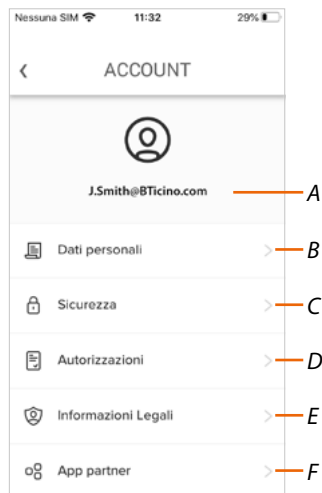 Nessuna SIM 11:32 29%
ACCOUNT
J.Smith@BTicino.com A
Dati personali B
Sicurezza C
Autorizzazioni D
Informazioni Legali E
App partner F